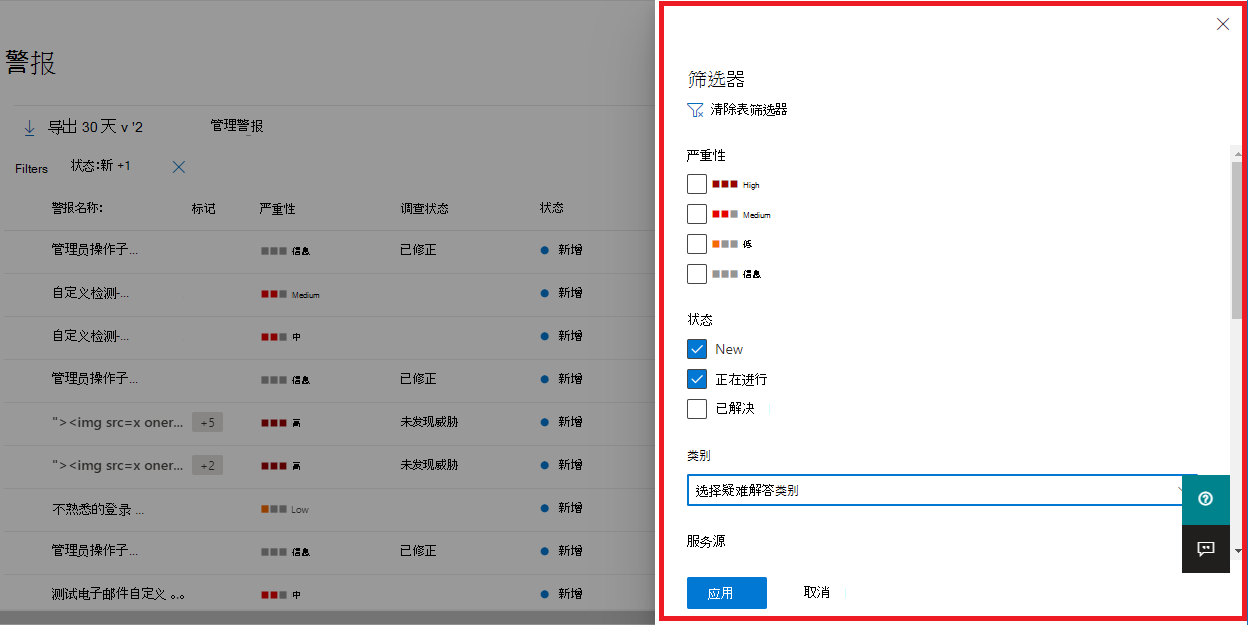 警报
导出 30 天 v '2 管理警报
Filters 状态:新 +1
警报名称: 标记 严重性 调查状态 状态
管理员操作子... 信息 已修正 新增
自定义检测-... Medium 新增
自定义检测-... 中 新增
管理员操作子... 信息 已修正 新增
"><img src=x oner... +5 高 未发现威胁 新增
"><img src=x oner... +2 高 未发现威胁 新增
不熟悉的登录 ... Low 新增
管理员操作子... 信息 已修正 新增
测试电子邮件自定义 。.。 中 新增
筛选器
清除表筛选器
严重性
High
Medium
低
信息
状态
New
正在进行
已解决
类别
选择疑难解答类别
服务源
应用 取消